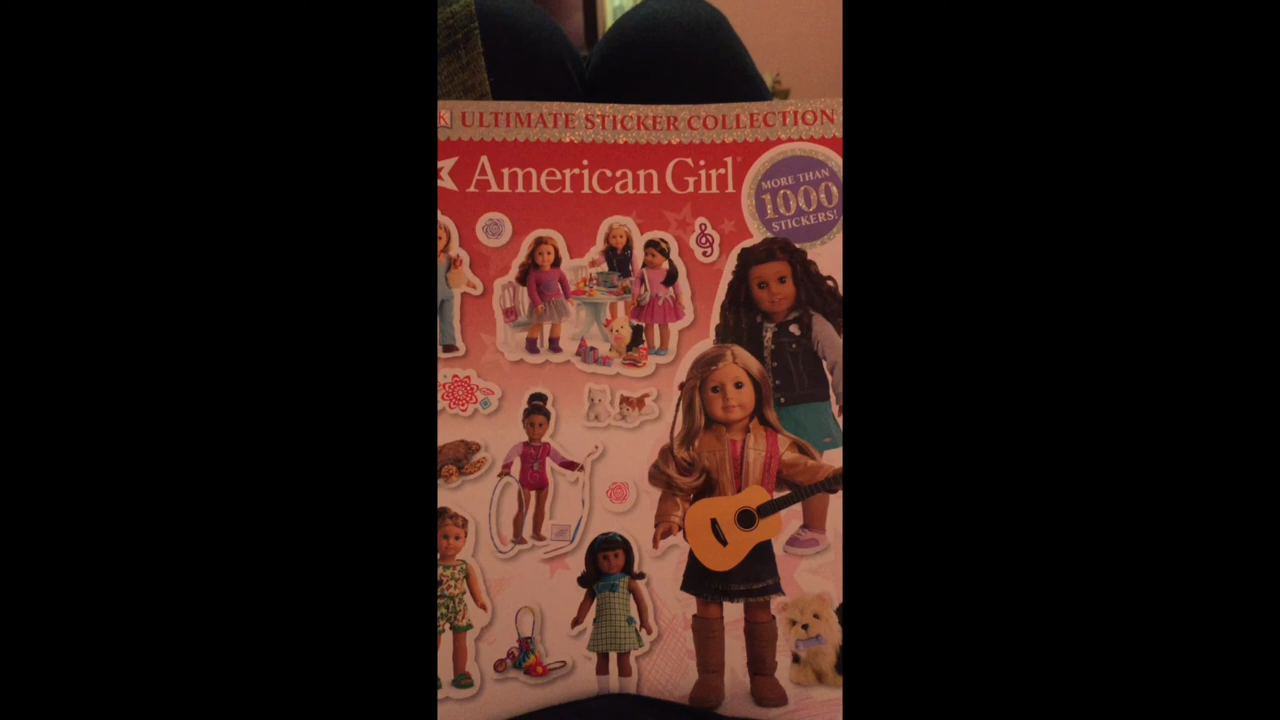 K ULTIMATE STICKER COLLECTION
American Girl®
MORE THAN
1000
STICKERS!